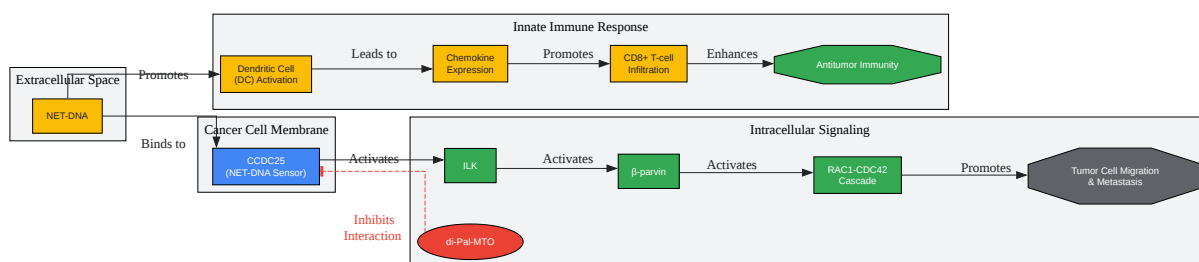 Innate Immune Response
Leads to
Promotes
Enhances
Dendritic Cell
(DC) Activation
Chemokine
Expression
CD8+ T-cell
Infiltration
Antitumor Immunity
Extracellular Space
Promotes
NET-DNA
Binds to
Cancer Cell Membrane
CCDC25
(NET-DNA Sensor)
Intracellular Signaling
Activates
ILK
Activates
β-parvin
Activates
RAC1-CDC42
Cascade
Promotes
Tumor Cell Migration
& Metastasis
Inhibits
Interaction
di-Pal-MTO